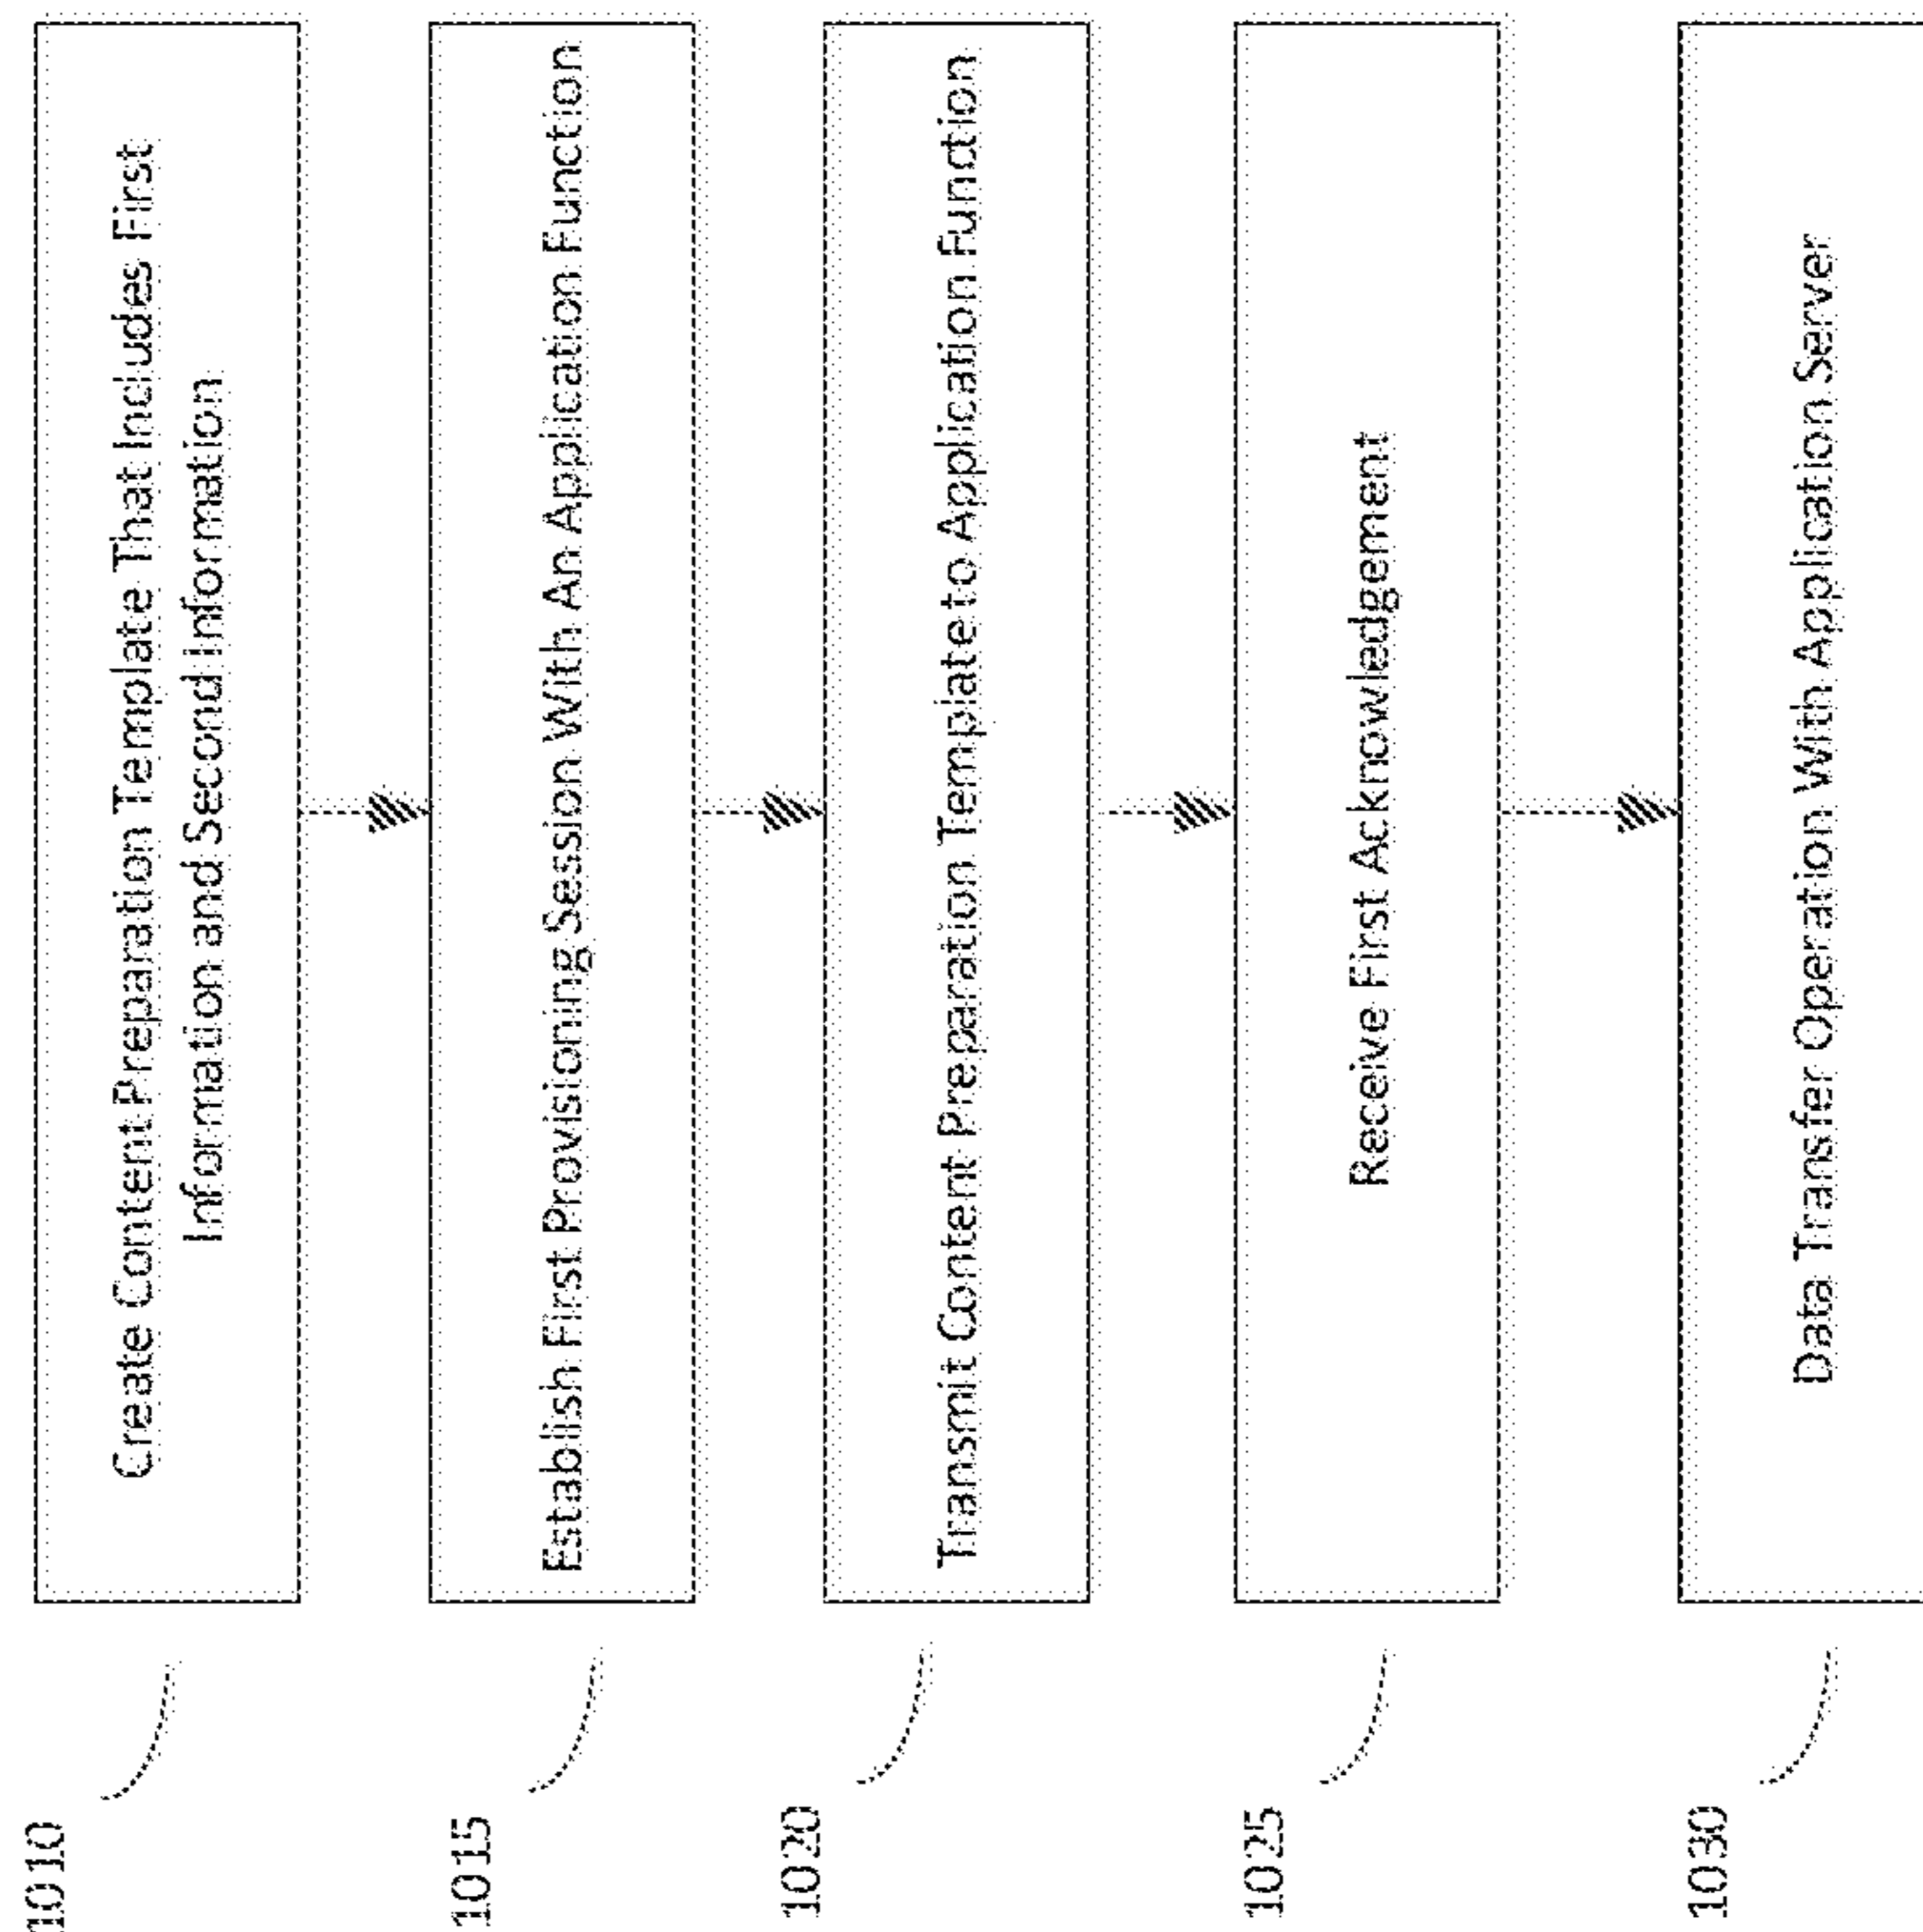 1010
Create Content Preparation Template That Includes First
Information and Second Information
1015
Establish First Provisioning Session With An Application Function
1020
Transmit Content Preparation Template to Application Function
1025
Receive First Acknowledgement
1030
Data Transfer Operation With Application Server